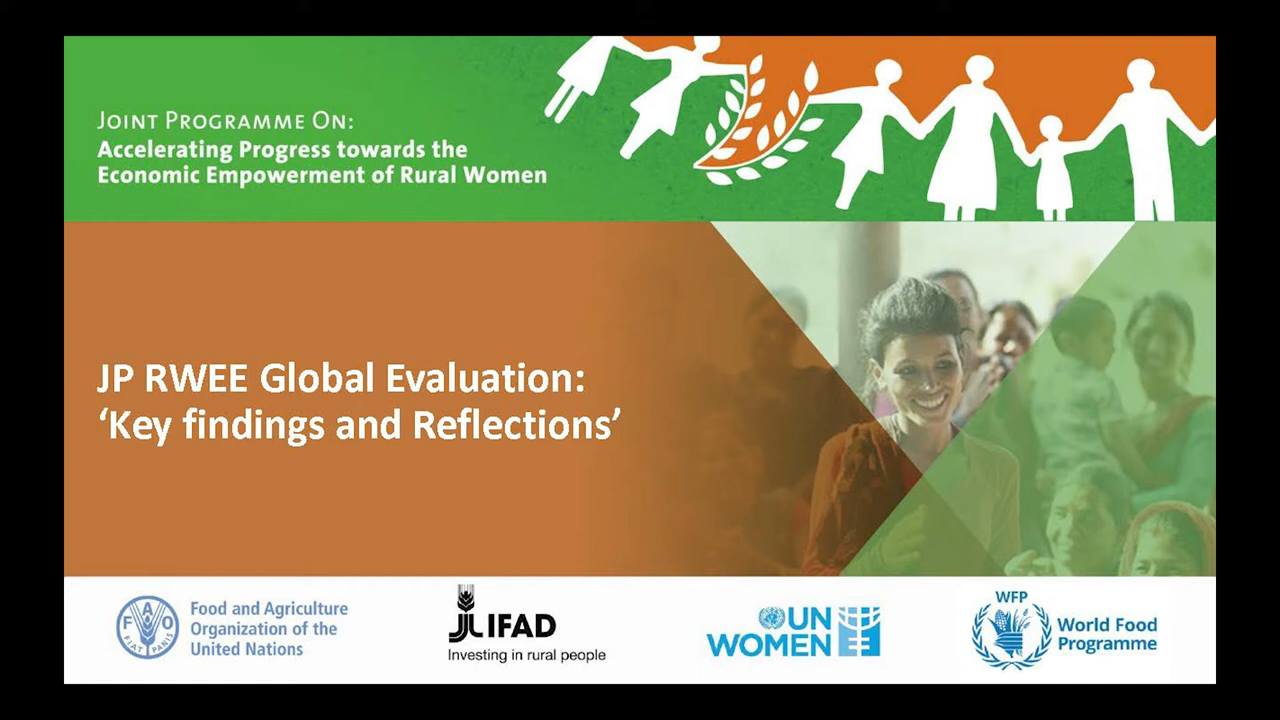 JOINT PROGRAMME ON:
Accelerating Progress towards the
Economic Empowerment of Rural Women
JP RWEE Global Evaluation:
‘Key findings and Reflections’
F A O
FIAT PANIS
Food and Agriculture
Organization of the
United Nations
IFAD
Investing in rural people
UN
WOMEN
WFP
World Food
Programme